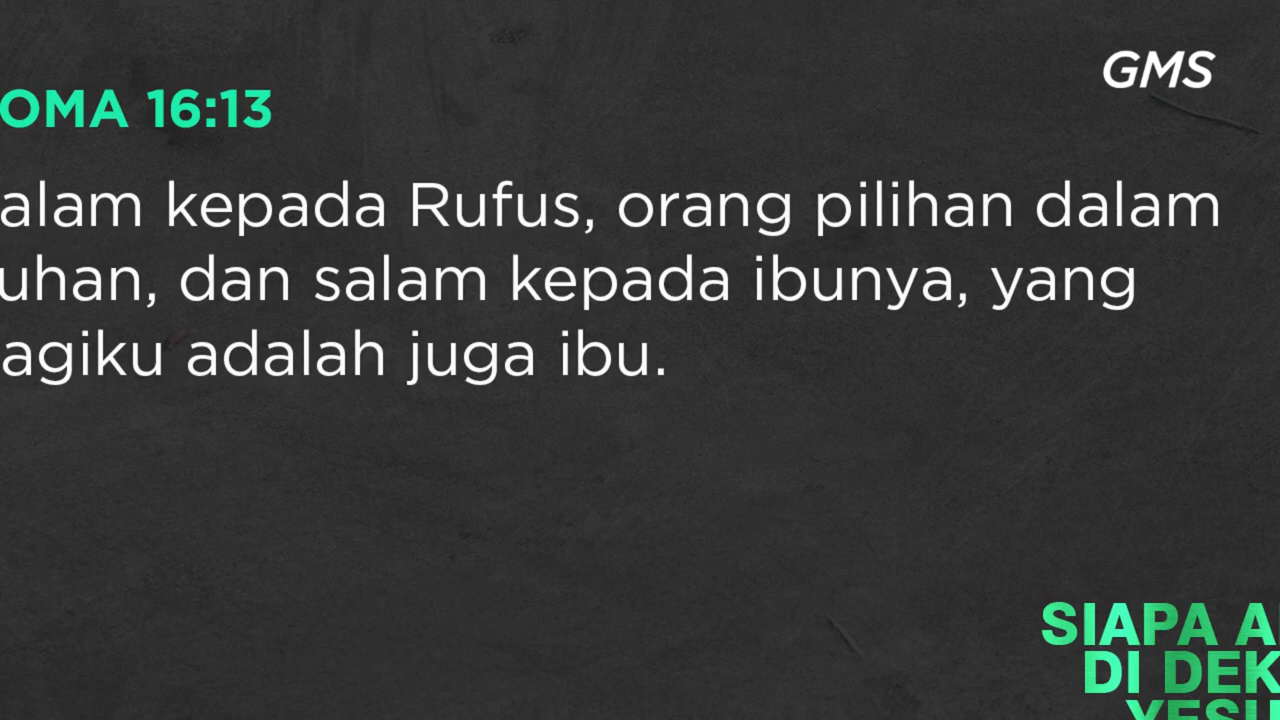 GMS
OMA 16:13
alam kepada Rufus, orang pilihan dalam
uhan, dan salam kepada ibunya, yang
agiku adalah juga ibu.
SIAPA A
DI DEK
YESU